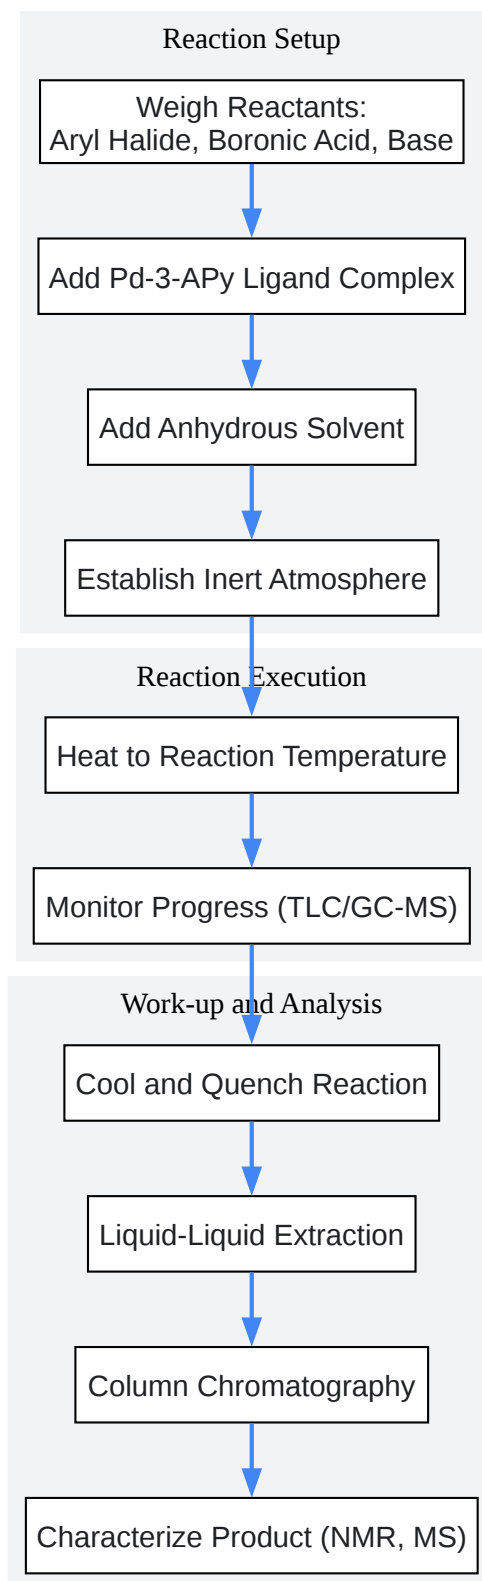 Reaction Setup
Weigh Reactants:
Aryl Halide, Boronic Acid, Base
Add Pd-3-APy Ligand Complex
Add Anhydrous Solvent
Establish Inert Atmosphere
Reaction Execution
Heat to Reaction Temperature
Monitor Progress (TLC/GC-MS)
Work-up and Analysis
Cool and Quench Reaction
Liquid-Liquid Extraction
Column Chromatography
Characterize Product (NMR, MS)